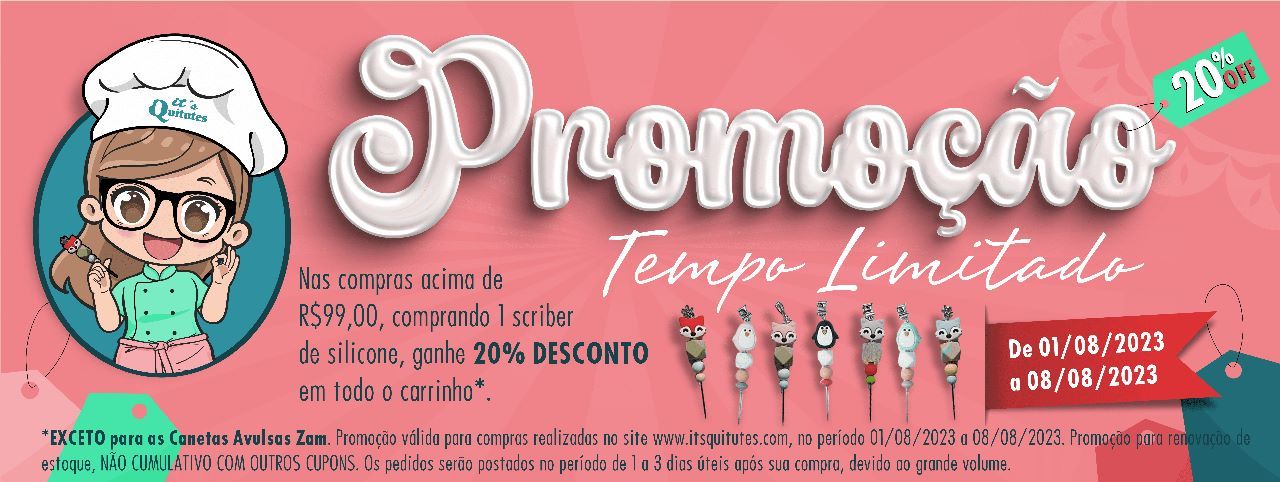 It's
Quitutes
Promoção
20% OFF
Tempo Limitado
Nas compras acima de
R$99,00, comprando 1 scriber
de silicone, ganhe 20% DESCONTO
em todo o carrinho*.
De 01/08/2023
a 08/08/2023
*EXCETO para as Canetas Avulsas Zam. Promoção válida para compras realizadas no site www.itsquitutes.com, no período 01/08/2023 a 08/08/2023. Promoção para renovação de
estoque, NÃO CUMULATIVO COM OUTROS CUPONS. Os pedidos serão postados no período de 1 a 3 dias úteis após sua compra, devido ao grande volume.